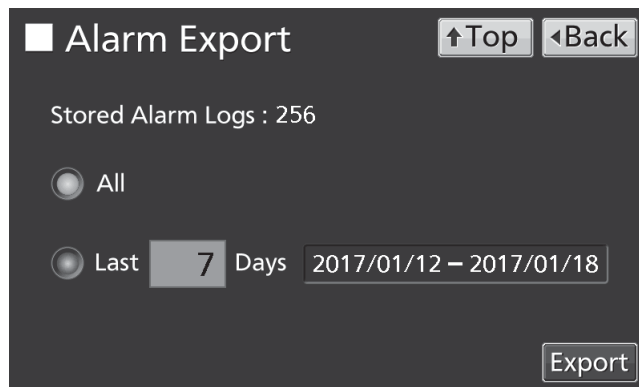 Alarm Export
↑Top
◂Back
Stored Alarm Logs : 256
All
Last 7 Days 2017/01/12 – 2017/01/18
Export